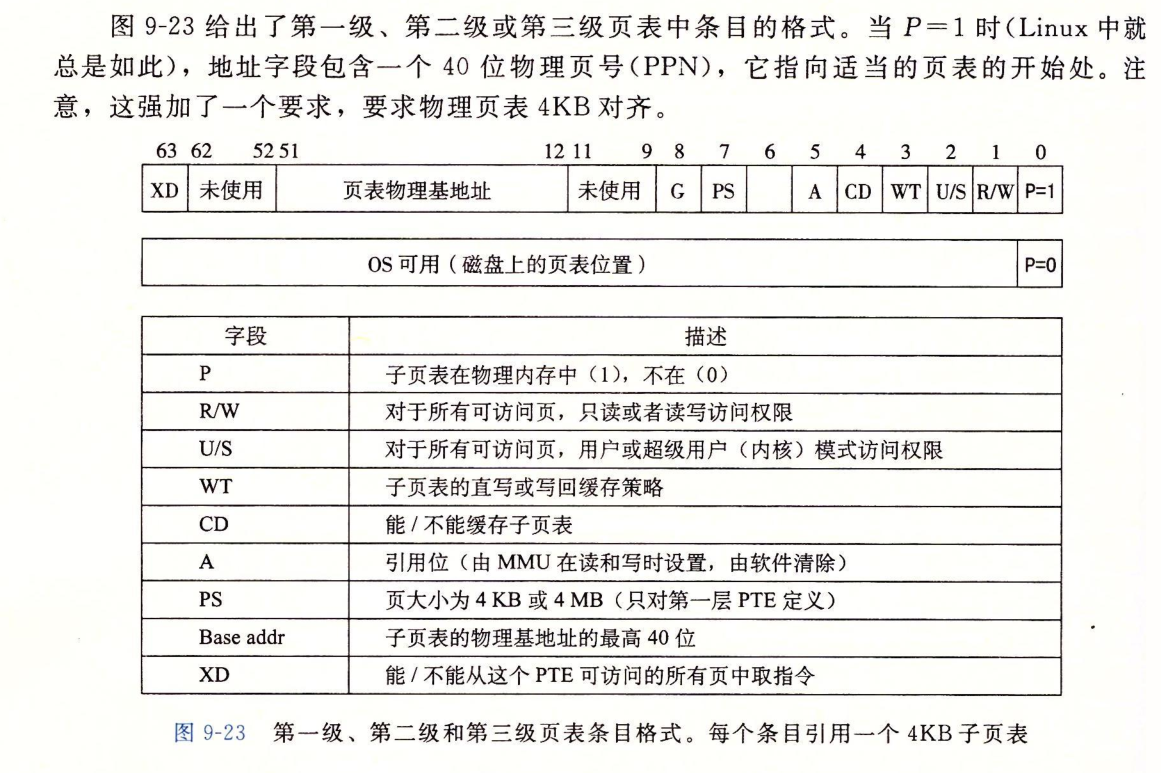 图 9-23 给出了第一级、第二级或第三级页表中条目的格式。当 P=1 时(Linux 中就
总是如此)，地址字段包含一个 40 位物理页号(PPN)，它指向适当的页表的开始处。注
意，这强加了一个要求，要求物理页表 4KB 对齐。
63 62 52 51 12 11 9 8 7 6 5 4 3 2 1 0
XD 未使用 页表物理基地址 未使用 G PS A CD WT U/S R/W P=1
OS 可用（磁盘上的页表位置） P=0
字段 描述
P 子页表在物理内存中（1），不在（0）
R/W 对于所有可访问页，只读或者读写访问权限
U/S 对于所有可访问页，用户或超级用户（内核）模式访问权限
WT 子页表的直写或写回缓存策略
CD 能 / 不能缓存子页表
A 引用位（由 MMU 在读和写时设置，由软件清除）
PS 页大小为 4 KB 或 4 MB（只对第一层 PTE 定义）
Base addr 子页表的物理基地址的最高 40 位
XD 能 / 不能从这个 PTE 可访问的所有页中取指令
图 9-23 第一级、第二级和第三级页表条目格式。每个条目引用一个 4KB 子页表